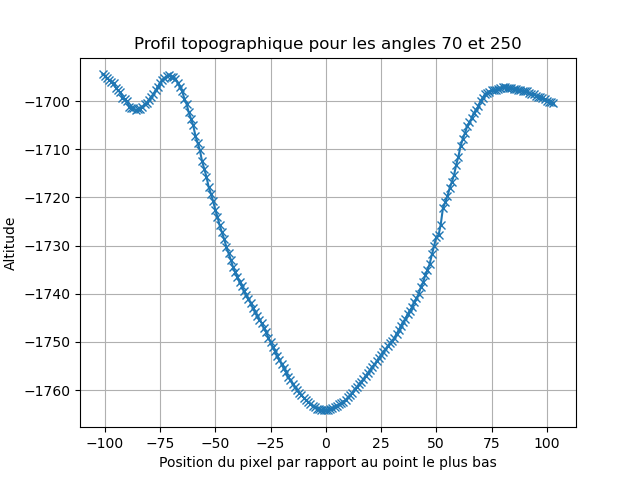 Profil topographique pour les angles 70 et 250
Altitude
−1700
−1710
−1720
−1730
−1740
−1750
−1760
−100 −75 −50 −25 0 25 50 75 100
Position du pixel par rapport au point le plus bas